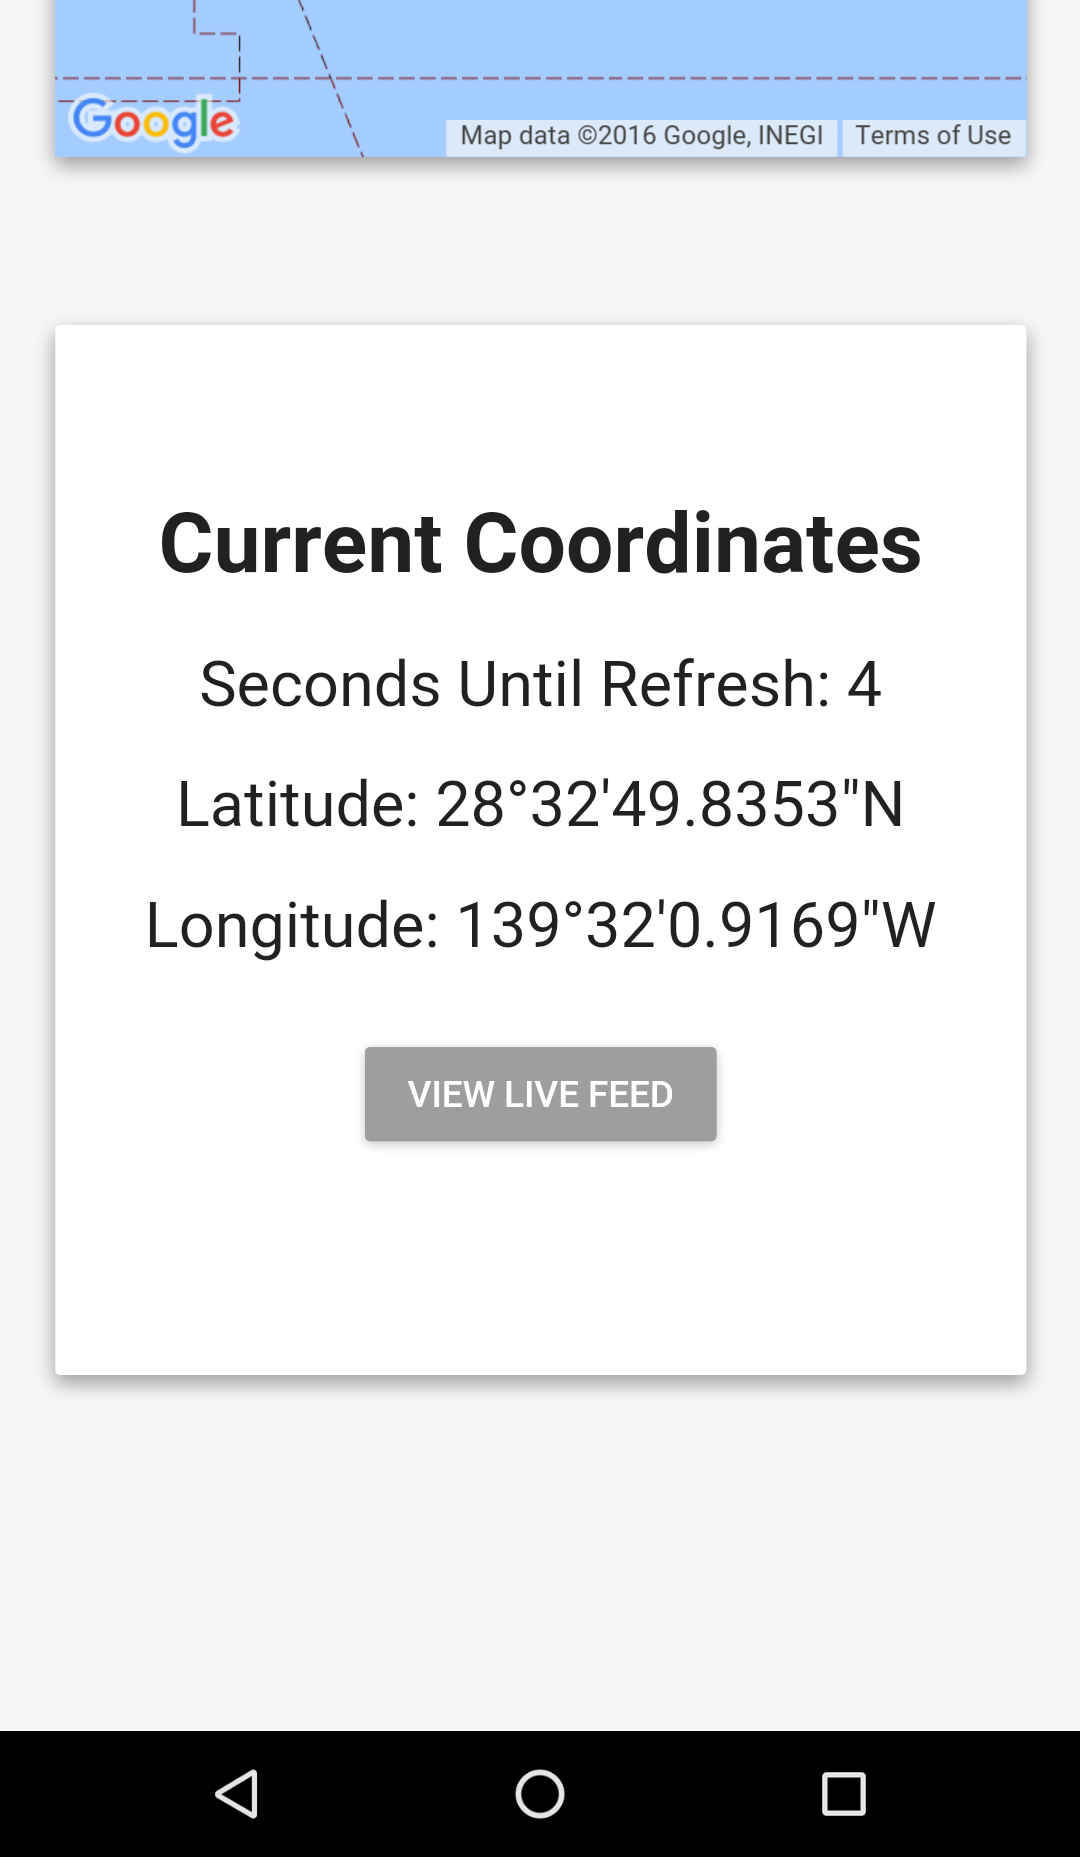 Google
Map data ©2016 Google, INEGI
Terms of Use
Current Coordinates
Seconds Until Refresh: 4
Latitude: 28°32'49.8353"N
Longitude: 139°32'0.9169"W
VIEW LIVE FEED